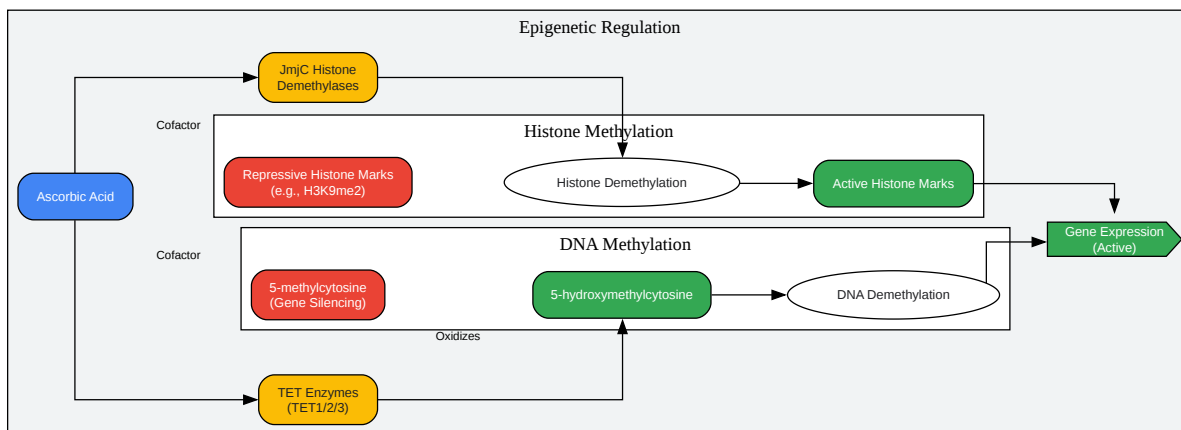 Epigenetic Regulation
JmjC Histone
Demethylases
Cofactor
Histone Methylation
Repressive Histone Marks
(e.g., H3K9me2)
Histone Demethylation
Active Histone Marks
Ascorbic Acid
Gene Expression
(Active)
Cofactor
DNA Methylation
5-methylcytosine
(Gene Silencing)
5-hydroxymethylcytosine
DNA Demethylation
Oxidizes
TET Enzymes
(TET1/2/3)